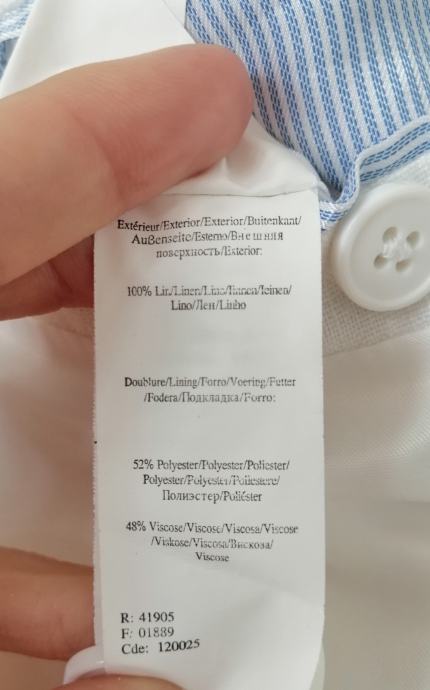 Extérieur/Exterior/Exterior/Buitenkant/
Außenseite/Esterno/Внешняя
поверхность/Exterior:
100% Lin/Linen/Lino/linnen/leinen/
Lino/Лен/Linho
Doublure/Lining/Forro/Voering/Futter
/Fodera/Подкладка/Forro:
52% Polyester/Polyester/Poliester/
Polyester/Polyester/Poliestere/
Полиэстер/Poliéster
48% Viscose/Viscose/Viscosa/Viscose
/Viskose/Viscosa/Вискоза/
Viscose
R: 41905
F: 01889
Cde: 120025